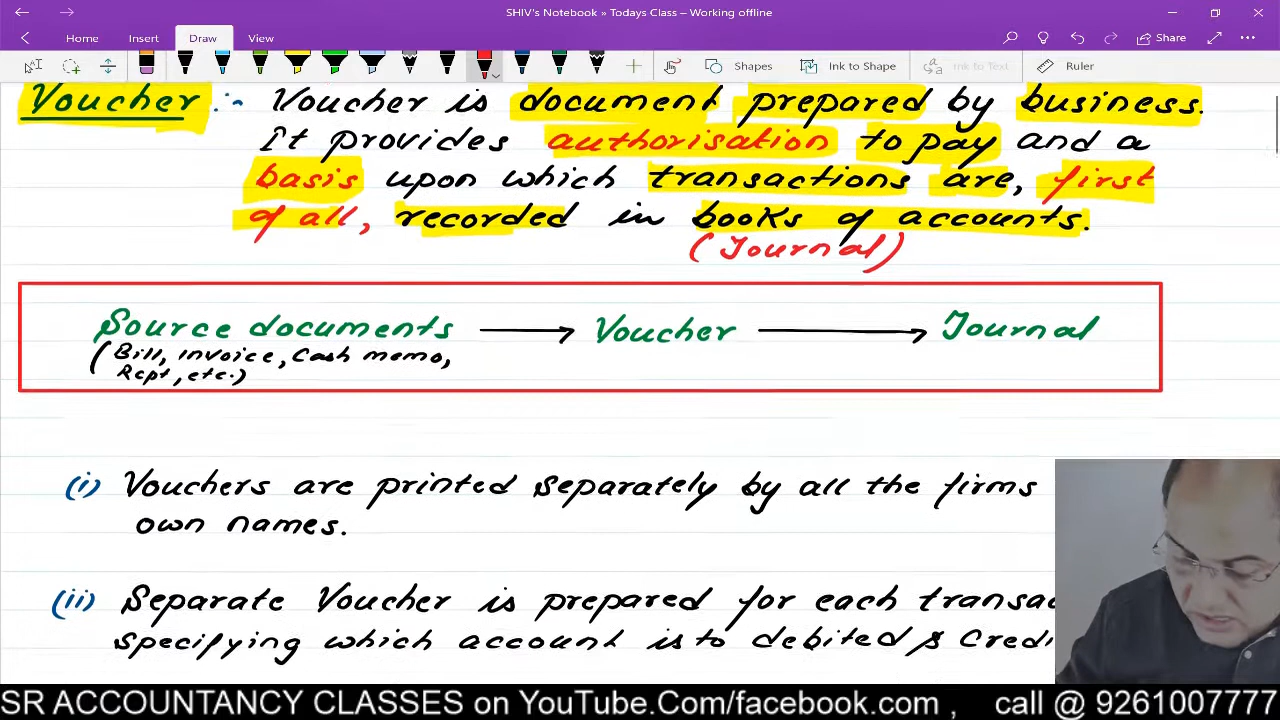 SHIV's Notebook » Todays Class – Working offline
Home Insert Draw View
Share
Shapes Ink to Shape Ink to Text Ruler
Voucher :- Voucher is document prepared by business.
It provides authorisation to pay and a
basis upon which transactions are, first
of all, recorded in books of accounts.
(Journal)
Source documents → Voucher → Journal
(Bill, invoice, Cash memo,
Rcpt, etc.)
(i) Vouchers are printed separately by all the firms
own names.
(ii) Separate Voucher is prepared for each transac
specifying which account is to debited & Credi
SR ACCOUNTANCY CLASSES on YouTube.Com/facebook.com , call @ 9261007777